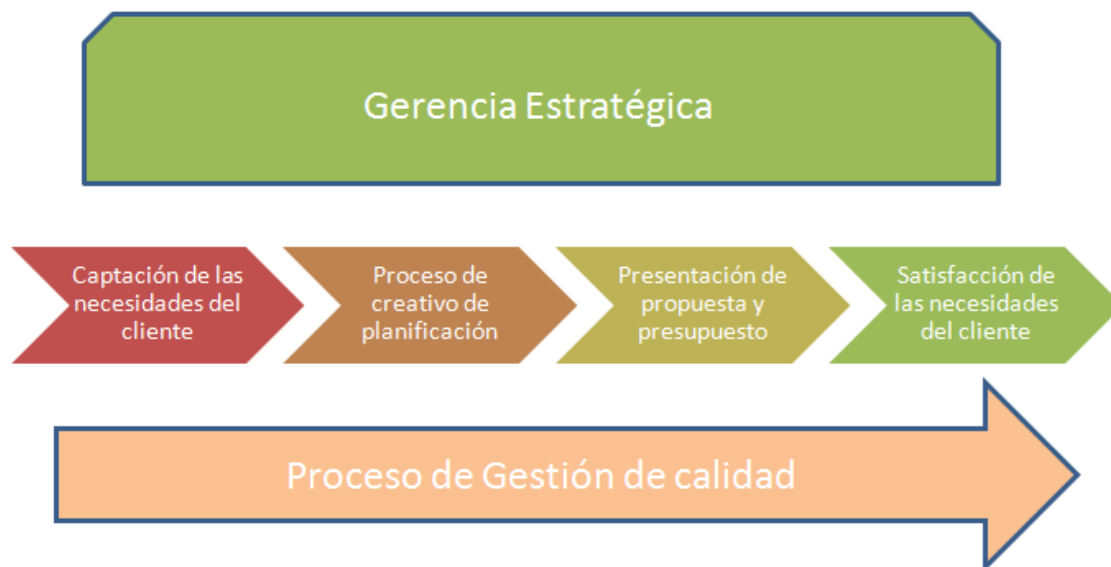 Gerencia Estratégica
Captación de las
necesidades del
cliente
Proceso de
creativo de
planificación
Presentación de
propuesta y
presupuesto
Satisfacción de
las necesidades
del cliente
Proceso de Gestión de calidad